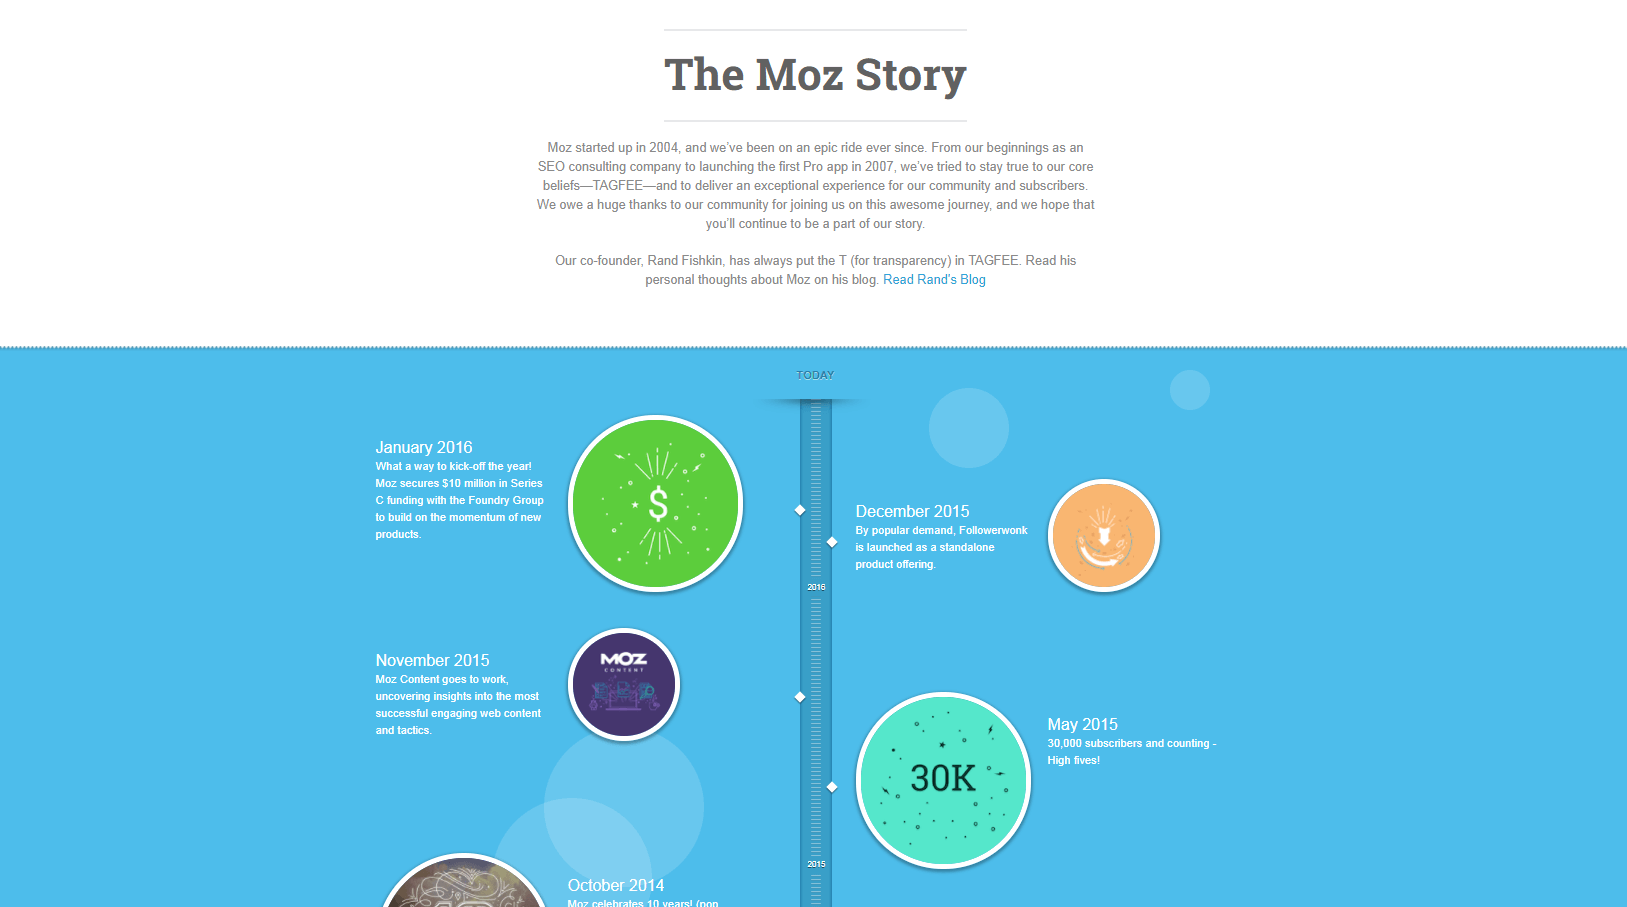 The Moz Story
Moz started up in 2004, and we've been on an epic ride ever since. From our beginnings as an
SEO consulting company to launching the first Pro app in 2007, we've tried to stay true to our core
beliefs—TAGFEE—and to deliver an exceptional experience for our community and subscribers.
We owe a huge thanks to our community for joining us on this awesome journey, and we hope that
you'll continue to be a part of our story.
Our co-founder, Rand Fishkin, has always put the T (for transparency) in TAGFEE. Read his
personal thoughts about Moz on his blog. Read Rand's Blog
TODAY
January 2016
What a way to kick-off the year!
Moz secures $10 million in Series
C funding with the Foundry Group
to build on the momentum of new
products.
$
December 2015
By popular demand, Followerwonk
is launched as a standalone
product offering.
2016
November 2015
Moz Content goes to work,
uncovering insights into the most
successful engaging web content
and tactics.
MOZ
CONTENT
30K
May 2015
30,000 subscribers and counting -
High fives!
2015
October 2014
Moz celebrates 10 years! (pop